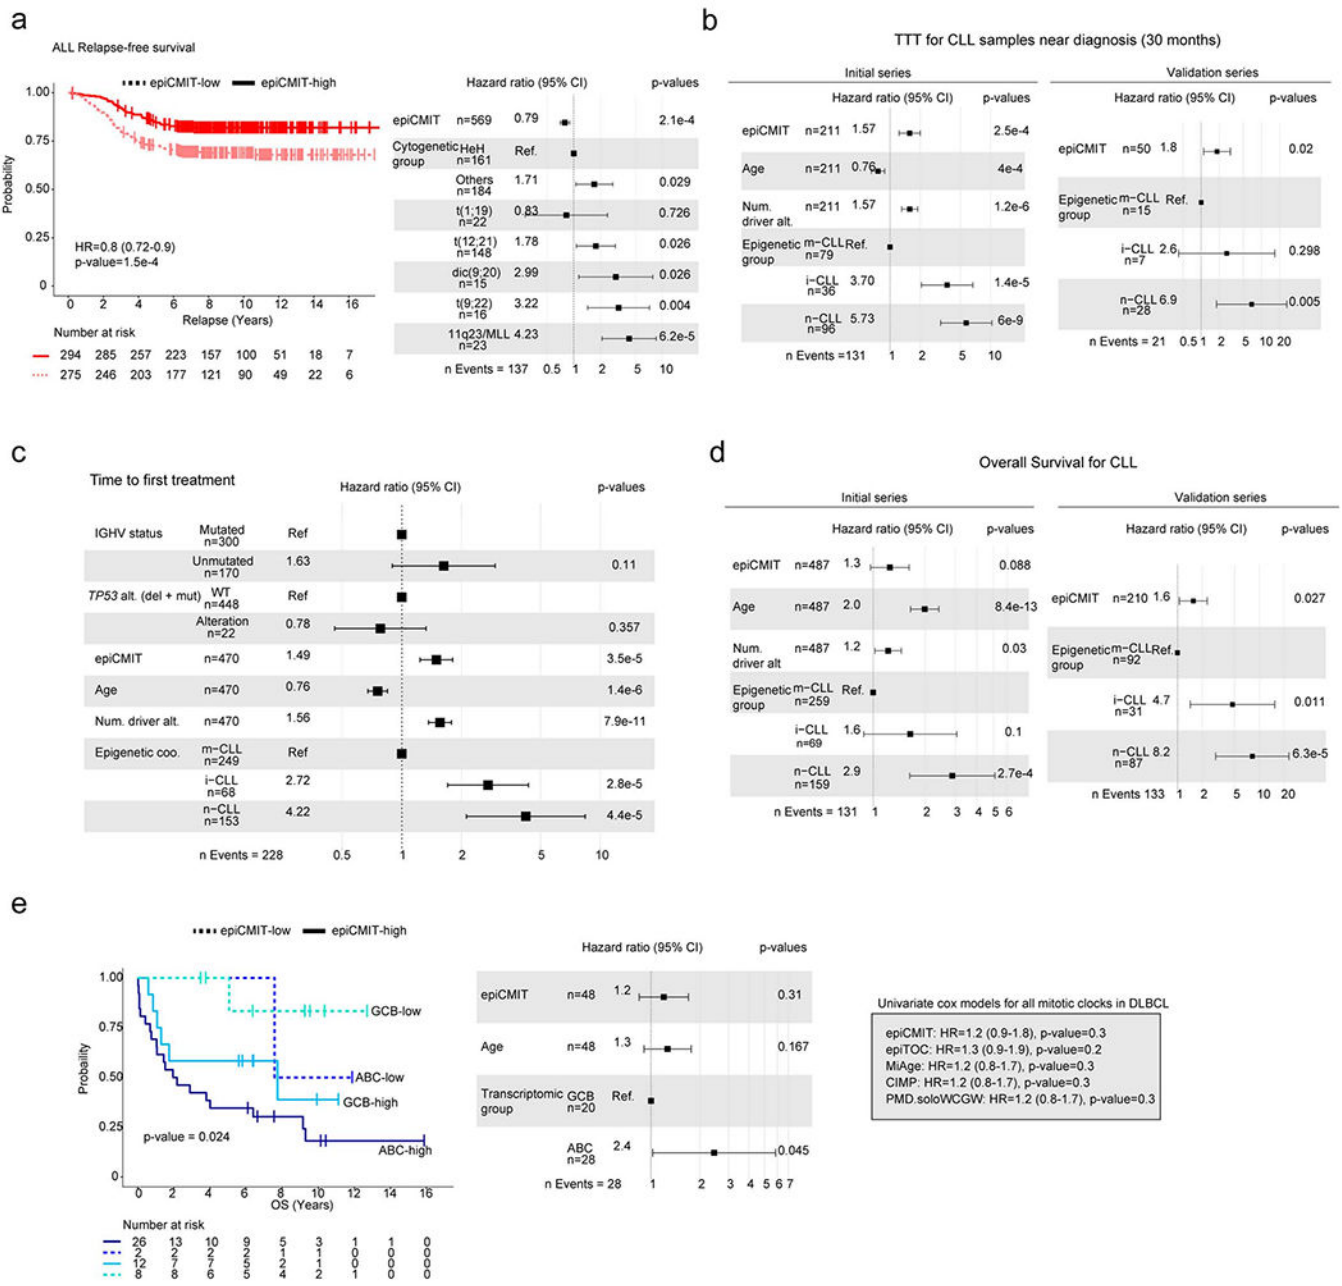 a
ALL Relapse-free survival
epiCMIT-low epiCMIT-high
Probability
1.00
0.75
0.50
0.25
0
HR=0.8 (0.72-0.9)
p-value=1.5e-4
0 2 4 6 8 10 12 14 16
Relapse (Years)
Number at risk
294 285 257 223 157 100 51 18 7
275 246 203 177 121 90 49 22 6
Hazard ratio (95% CI) p-values
epiCMIT n=569 0.79 2.1e-4
Cytogenetic HeH Ref.
group n=161
Others 1.71 0.029
n=184
t(1;19) 0.83 0.726
n=22
t(12;21) 1.78 0.026
n=148
dic(9;20) 2.99 0.026
n=15
t(9;22) 3.22 0.004
n=16
11q23/MLL 4.23 6.2e-5
n=23
n Events = 137 0.5 1 2 5 10
b
TTT for CLL samples near diagnosis (30 months)
Initial series
Hazard ratio (95% CI) p-values
epiCMIT n=211 1.57 2.5e-4
Age n=211 0.76 4e-4
Num. n=211 1.57 1.2e-6
driver alt.
Epigenetic m-CLL Ref.
group n=79
i-CLL 3.70 1.4e-5
n=36
n-CLL 5.73 6e-9
n=96
n Events =131 1 2 5 10
Validation series
Hazard ratio (95% CI) p-values
epiCMIT n=50 1.8 0.02
Epigenetic m-CLL Ref.
group n=15
i-CLL 2.6 0.298
n=7
n-CLL 6.9 0.005
n=28
n Events = 21 0.5 1 2 5 10 20
c
Time to first treatment
Hazard ratio (95% CI) p-values
IGHV status Mutated Ref
n=300
Unmutated 1.63 0.11
n=170
TP53 alt. (del + mut) WT Ref
n=448
Alteration 0.78 0.357
n=22
epiCMIT n=470 1.49 3.5e-5
Age n=470 0.76 1.4e-6
Num. driver alt. n=470 1.56 7.9e-11
Epigenetic coo. m-CLL Ref
n=249
i-CLL 2.72 2.8e-5
n=68
n-CLL 4.22 4.4e-5
n=153
n Events = 228 0.5 1 2 5 10
d
Overall Survival for CLL
Initial series
Hazard ratio (95% CI) p-values
epiCMIT n=487 1.3 0.088
Age n=487 2.0 8.4e-13
Num. n=487 1.2 0.03
driver alt
Epigenetic m-CLL Ref.
group n=259
i-CLL 1.6 0.1
n=69
n-CLL 2.9 2.7e-4
n=159
n Events = 131 1 2 3 4 5 6
Validation series
Hazard ratio (95% CI) p-values
epiCMIT n=210 1.6 0.027
Epigenetic m-CLL Ref.
group n=92
i-CLL 4.7 0.011
n=31
n-CLL 8.2 6.3e-5
n=87
n Events 133 1 2 5 10 20
e
epiCMIT-low epiCMIT-high
Probaility
1.00
0.75
0.50
0.25
0
GCB-low
ABC-low
GCB-high
ABC-high
p-value = 0.024
0 2 4 6 8 10 12 14 16
OS (Years)
Number at risk
26 13 10 9 5 3 1 1 0
2 2 2 2 1 1 0 0 0
12 7 7 5 2 1 0 0 0
8 8 6 5 4 2 1 0 0
Hazard ratio (95% CI) p-values
epiCMIT n=48 1.2 0.31
Age n=48 1.3 0.167
Transcriptomic GCB Ref.
group n=20
ABC 2.4 0.045
n=28
n Events = 28 1 2 3 4 5 6 7
Univariate cox models for all mitotic clocks in DLBCL
epiCMIT: HR=1.2 (0.9-1.8), p-value=0.3
epiTOC: HR=1.3 (0.9-1.9), p-value=0.2
MiAge: HR=1.2 (0.8-1.7), p-value=0.3
CIMP: HR=1.2 (0.8-1.7), p-value=0.3
PMD.soloWCGW: HR=1.2 (0.8-1.7), p-value=0.3